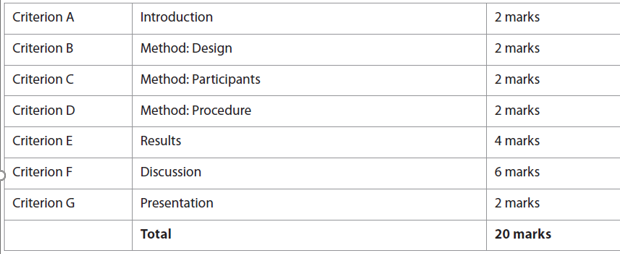 Criterion A Introduction 2 marks
Criterion B Method: Design 2 marks
Criterion C Method: Participants 2 marks
Criterion D Method: Procedure 2 marks
Criterion E Results 4 marks
Criterion F Discussion 6 marks
Criterion G Presentation 2 marks
Total 20 marks